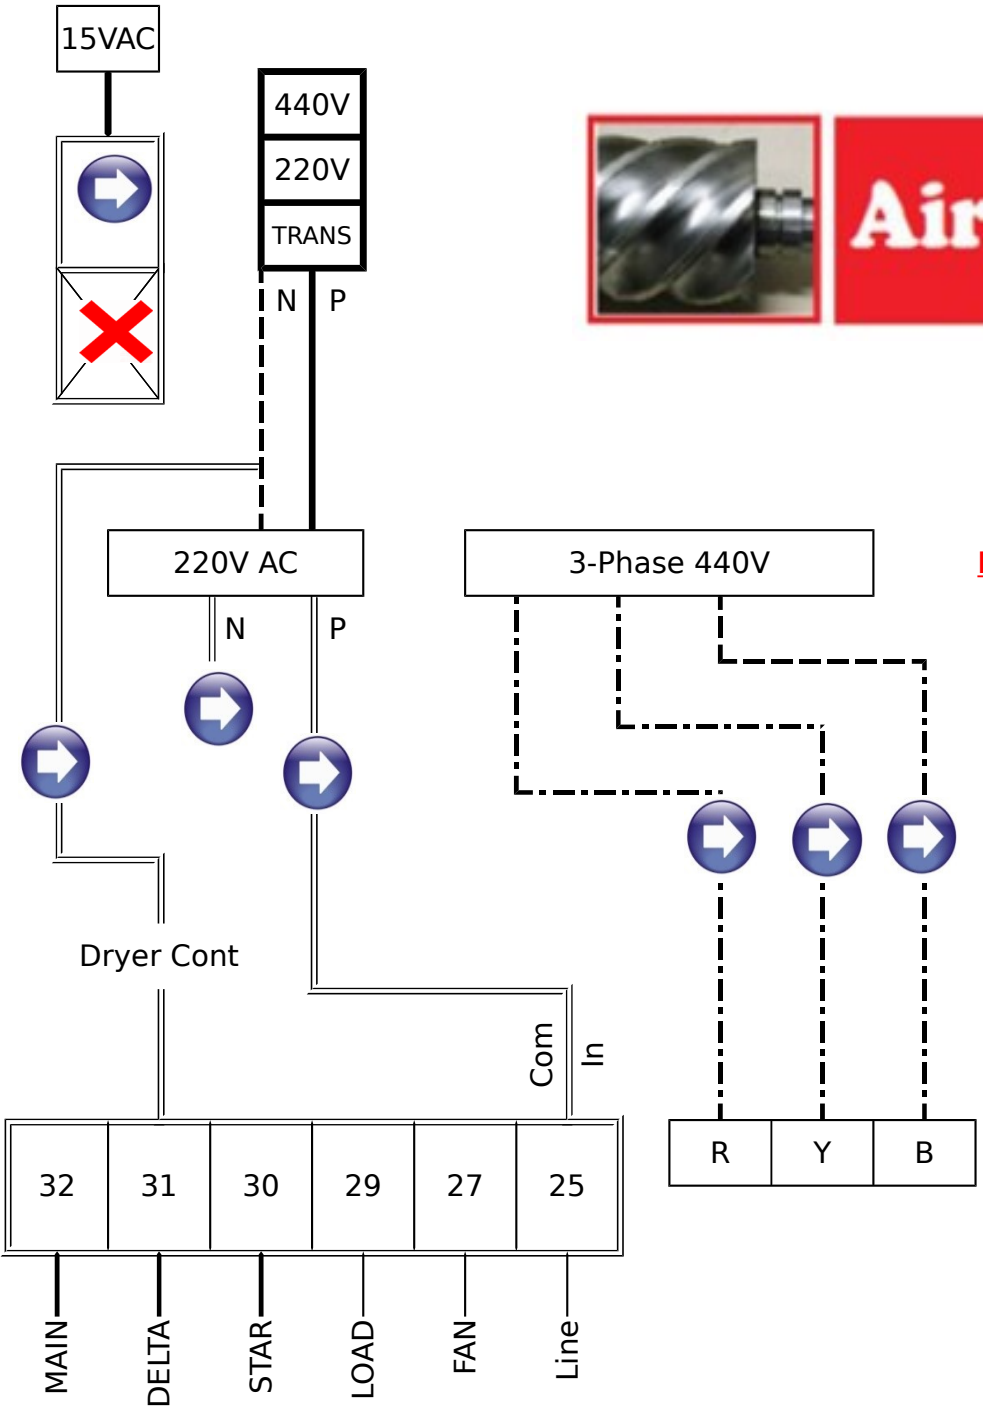 15VAC
440V
220V
TRANS
Air
N P
220V AC
3-Phase 440V
N P
Dryer Cont
Com
In
32 31 30 29 27 25
R Y B
MAIN
DELTA
STAR
LOAD
FAN
Line